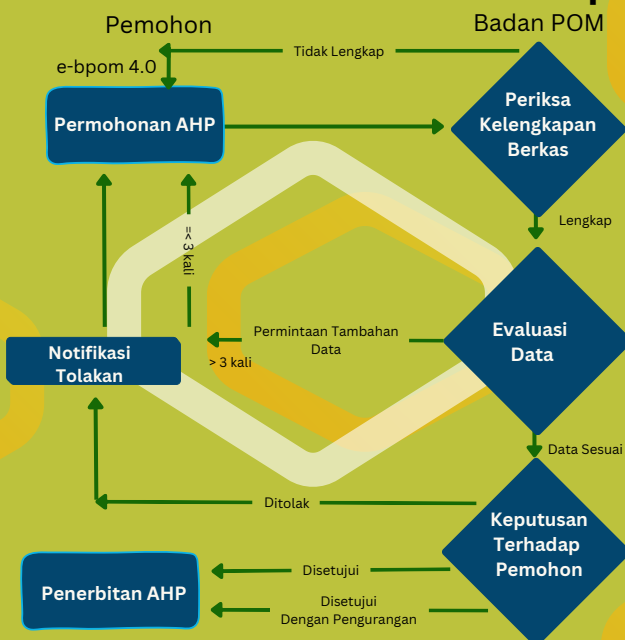 Pemohon
Badan POM
Tidak Lengkap
e-bpom 4.0
Permohonan AHP
Periksa
Kelengkapan
Berkas
Lengkap
=< 3 kali
Evaluasi
Data
Permintaan Tambahan
Data
> 3 kali
Notifikasi
Tolakan
Data Sesuai
Ditolak
Keputusan
Terhadap
Pemohon
Disetujui
Penerbitan AHP
Disetujui
Dengan Pengurangan